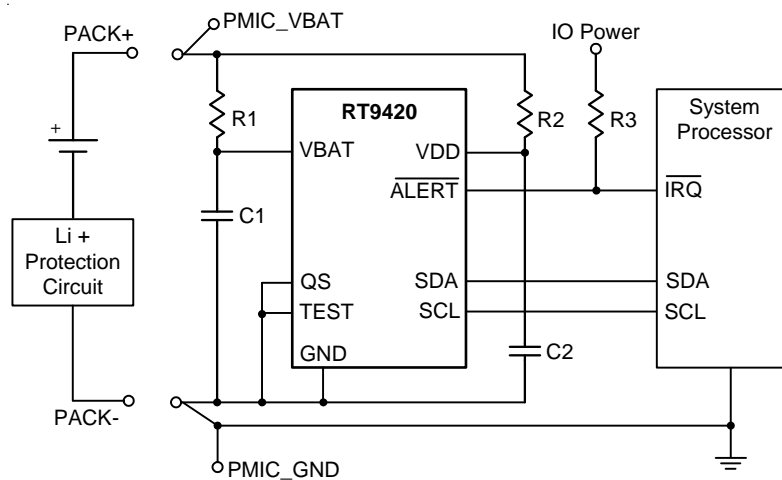 PMIC_VBAT
PACK+
IO Power
RT9420
System
Processor
R1
R2
R3
+
VBAT
VDD
ALERT
IRQ
C1
Li +
Protection
Circuit
QS
SDA
SDA
TEST
SCL
SCL
GND
C2
PACK-
PMIC_GND